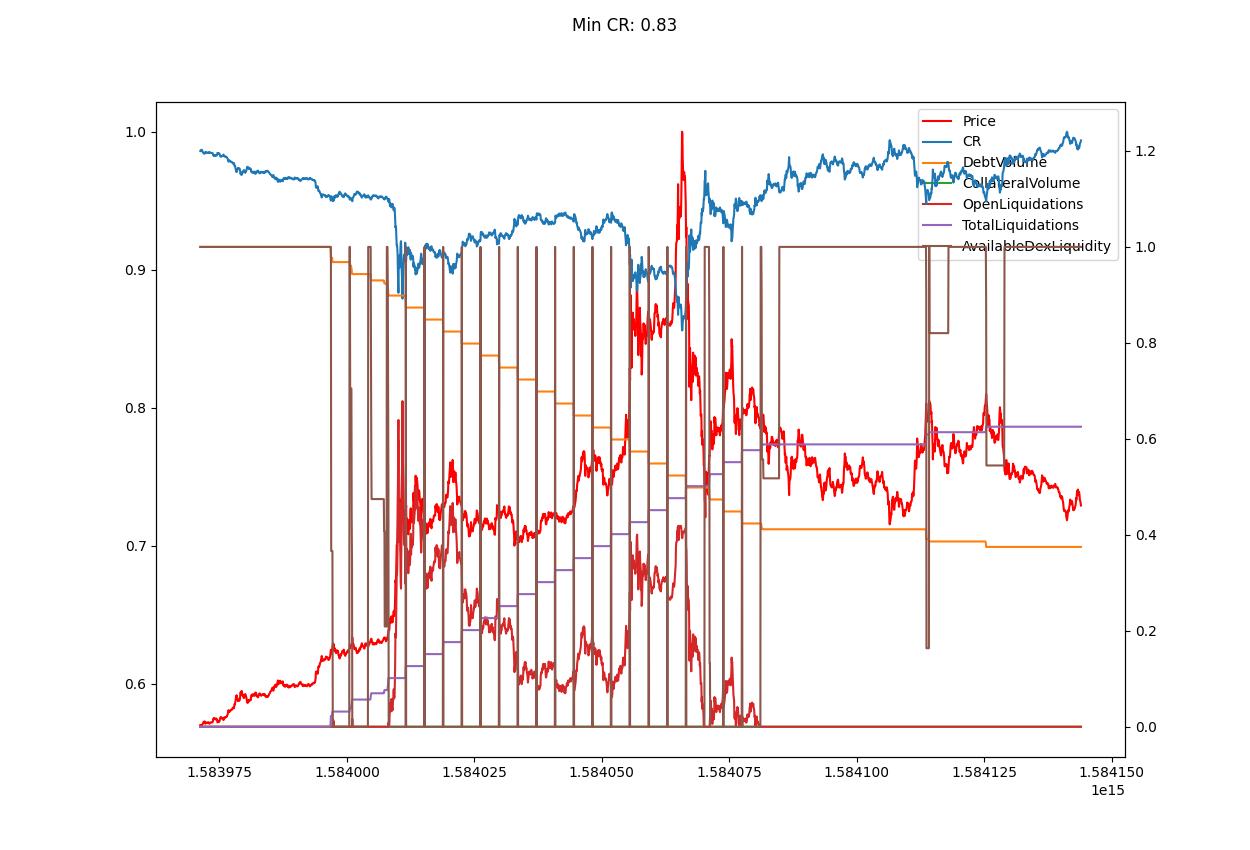 Min CR: 0.83
1.0
0.9
0.8
0.7
0.6
1.2
1.0
0.8
0.6
0.4
0.2
0.0
Price
CR
DebtVolume
CollateralVolume
OpenLiquidations
TotalLiquidations
AvailableDexLiquidity
1.583975 1.584000 1.584025 1.584050 1.584075 1.584100 1.584125 1.584150
1e15